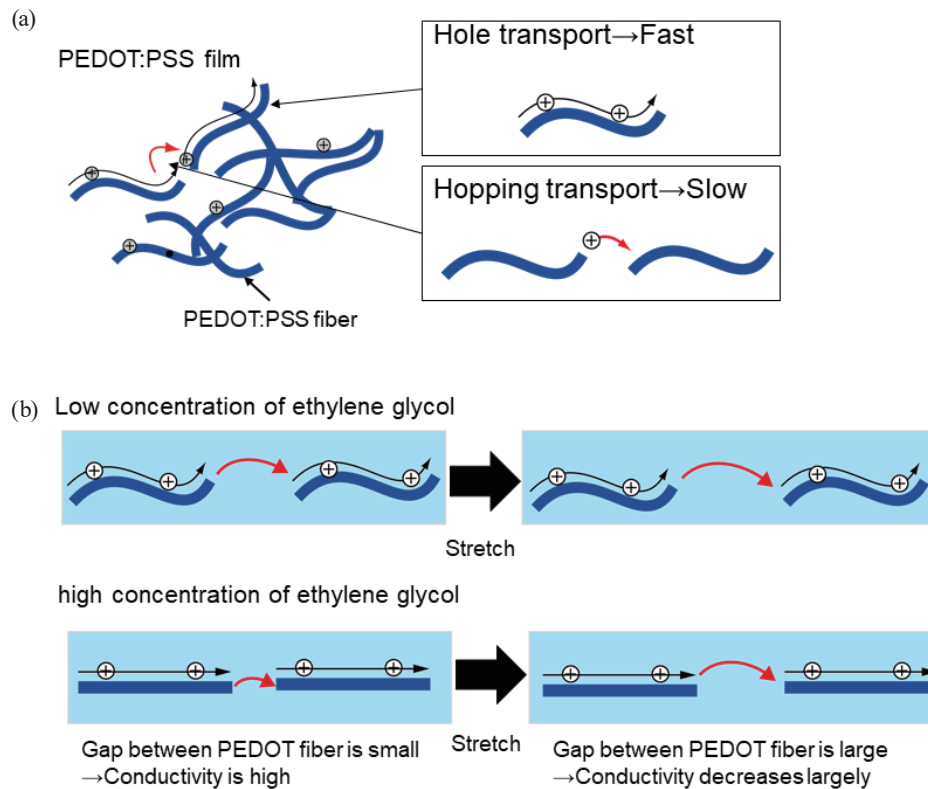 (a)
PEDOT:PSS film
Hole transport→Fast
Hopping transport→Slow
PEDOT:PSS fiber
(b)
Low concentration of ethylene glycol
Stretch
high concentration of ethylene glycol
Gap between PEDOT fiber is small
→Conductivity is high
Stretch
Gap between PEDOT fiber is large
→Conductivity decreases largely